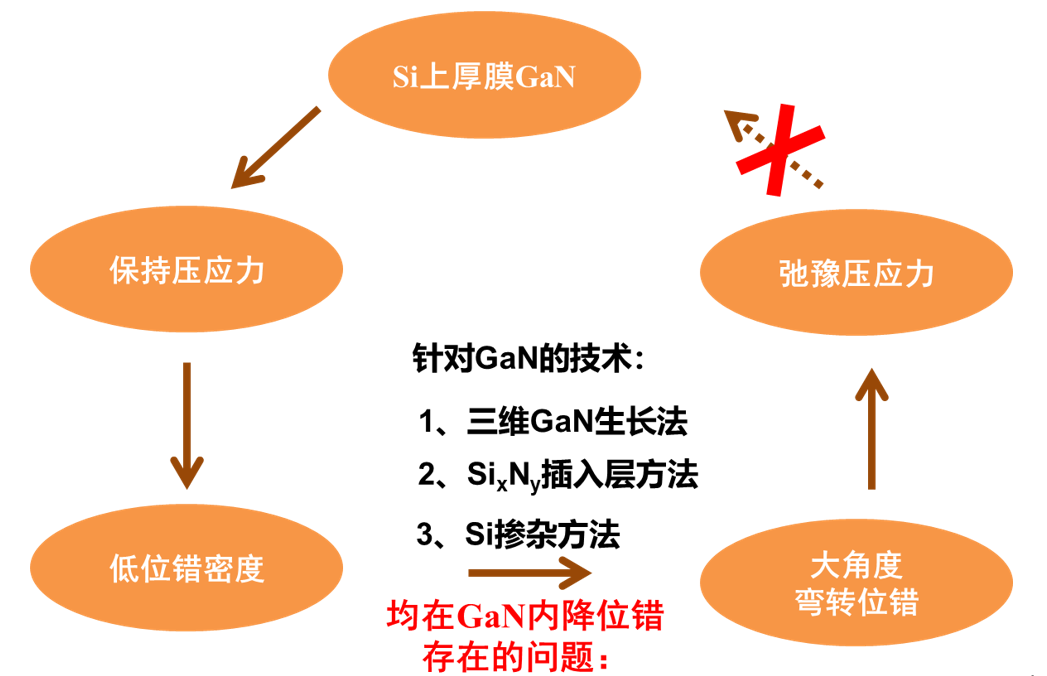 Si上厚膜GaN
保持压应力
弛豫压应力
针对GaN的技术：
1、三维GaN生长法
2、SixNy插入层方法
3、Si掺杂方法
低位错密度
大角度
弯转位错
均在GaN内降位错
存在的问题：